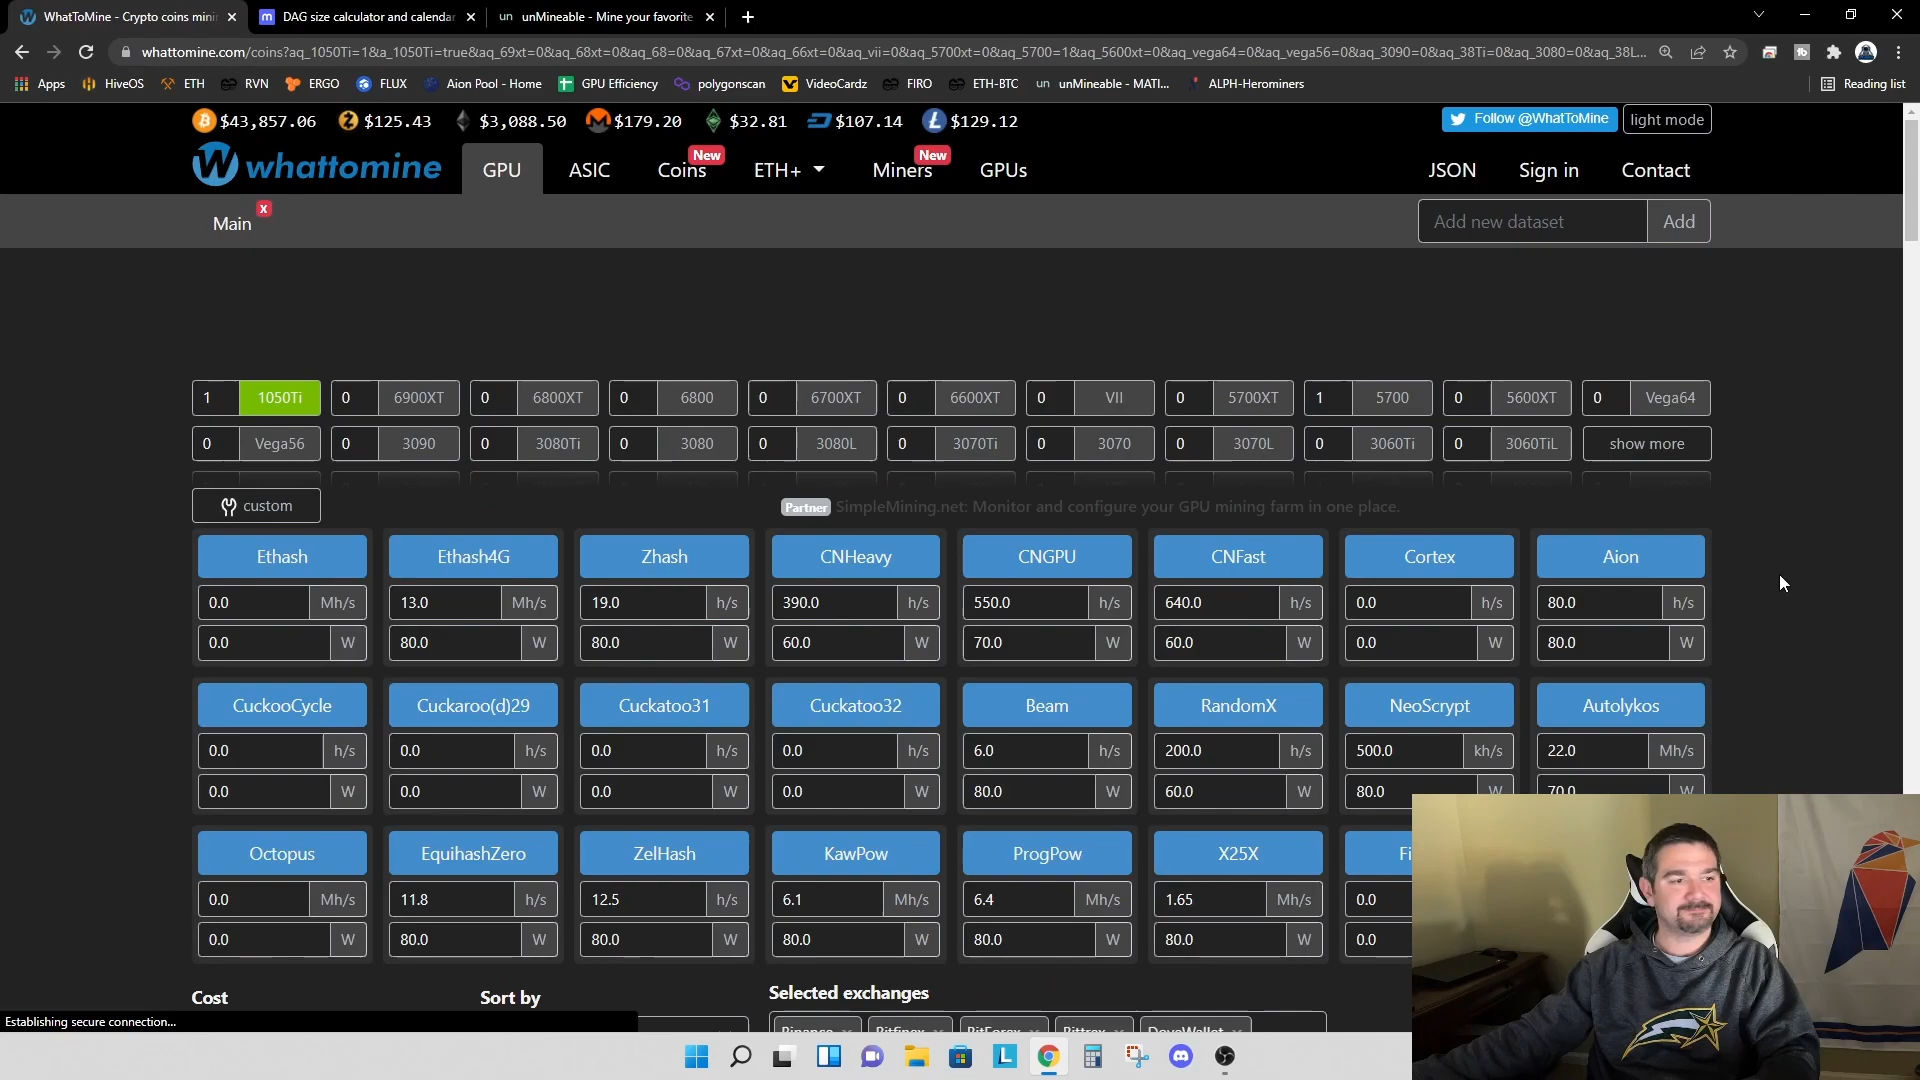 WhatToMine - Crypto coins mini
DAG size calculator and calendar
un unMineable - Mine your favorite
whattomine.com/coins?aq_1050Ti=1&a_1050Ti=true&aq_69xt=0&aq_68xt=0&aq_68=0&aq_67xt=0&aq_66xt=0&aq_vii=0&aq_5700xt=0&aq_5700=1&aq_5600xt=0&aq_vega64=0&aq_vega56=0&aq_3090=0&aq_38Ti=0&aq_3080=0&aq_38L...
Apps HiveOS ETH RVN ERGO FLUX Aion Pool - Home GPU Efficiency polygonscan VideoCardz FIRO ETH-BTC un unMineable - MATI... ALPH-Herominers Reading list
$43,857.06 $125.43 $3,088.50 $179.20 $32.81 $107.14 $129.12 Follow @WhatToMine light mode
whattomine GPU ASIC Coins New ETH+ Miners New GPUs JSON Sign in Contact
Main x Add new dataset Add
1 1050Ti 0 6900XT 0 6800XT 0 6800 0 6700XT 0 6600XT 0 VII 0 5700XT 1 5700 0 5600XT 0 Vega64
0 Vega56 0 3090 0 3080Ti 0 3080 0 3080L 0 3070Ti 0 3070 0 3070L 0 3060Ti 0 3060TiL show more
custom Partner SimpleMining.net: Monitor and configure your GPU mining farm in one place.
Ethash Ethash4G Zhash CNHeavy CNGPU CNFast Cortex Aion
0.0 Mh/s 13.0 Mh/s 19.0 h/s 390.0 h/s 550.0 h/s 640.0 h/s 0.0 h/s 80.0 h/s
0.0 W 80.0 W 80.0 W 60.0 W 70.0 W 60.0 W 0.0 W 80.0 W
CuckooCycle Cuckaroo(d)29 Cuckatoo31 Cuckatoo32 Beam RandomX NeoScrypt Autolykos
0.0 h/s 0.0 h/s 0.0 h/s 0.0 h/s 6.0 h/s 200.0 h/s 500.0 kh/s 22.0 Mh/s
0.0 W 0.0 W 0.0 W 0.0 W 80.0 W 60.0 W 80.0 W 70.0 W
Octopus EquihashZero ZelHash KawPow ProgPow X25X Fi
0.0 Mh/s 11.8 h/s 12.5 h/s 6.1 Mh/s 6.4 Mh/s 1.65 Mh/s 0.0
0.0 W 80.0 W 80.0 W 80.0 W 80.0 W 80.0 W 0.0
Cost Sort by Selected exchanges
Binance Bitfinex BitForex Bittrex DoveWallet
Establishing secure connection...